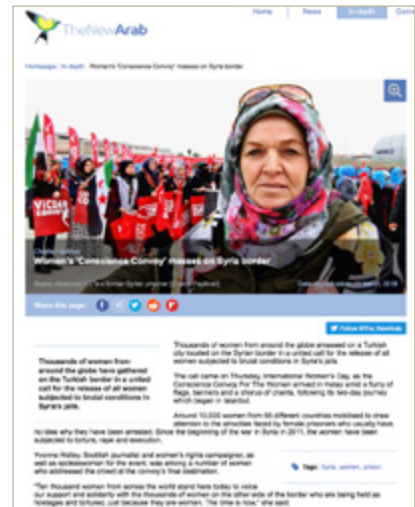 TheNewArab
Home News In-depth
Homepage In-depth Women's 'Conscience Convoy' masses on Syria border
VICDAN
Women's 'Conscience Convoy' masses on Syria border
is a former Syrian prisoner
Share this page:
Follow @The_NewArab
Thousands of women from
around the globe have gathered
on the Turkish border in a united
call for the release of all women
subjected to brutal conditions in
Syria's jails.
Thousands of women from around the globe amassed on a Turkish
city located on the Syrian border in a united call for the release of all
women subjected to brutal conditions in Syria's jails.
The call came on Thursday, International Women's Day, as the
Conscience Convoy For The Women arrived in Hatay amid a flurry of
flags, banners and a chorus of chants, following its two-day journey
which began in Istanbul.
Around 10,000 women from 55 different countries mobilised to draw
attention to the atrocities faced by female prisoners who usually have
no idea why they have been arrested. Since the beginning of the war in Syria in 2011, the women have been
subjected to torture, rape and execution.
Yvonne Ridley, Scottish journalist and women's rights campaigner, as
well as spokeswoman for the event, was among a number of women
who addressed the crowd at the convoy's final destination.
Tags: Syria, women, prison.
"Ten thousand women from across the world stand here today to voice
our support and solidarity with the thousands of women on the other side of the border who are being held as
hostages and tortured, just because they are women. The time is now," she said.